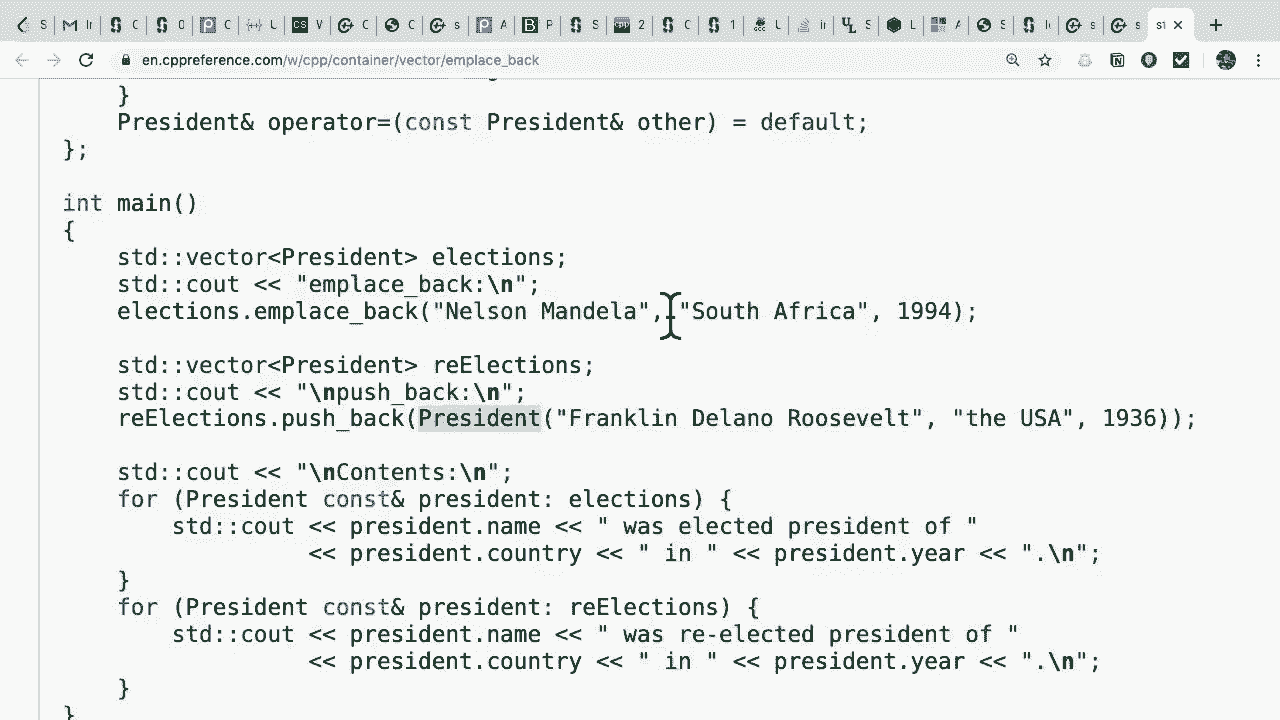 en.cppreference.com/w/cpp/container/vector/emplace_back
}
President& operator=(const President& other) = default;
};
int main()
{
std::vector<President> elections;
std::cout << "emplace_back:\n";
elections.emplace_back("Nelson Mandela", "South Africa", 1994);
std::vector<President> reElections;
std::cout << "\npush_back:\n";
reElections.push_back(President("Franklin Delano Roosevelt", "the USA", 1936));
std::cout << "\nContents:\n";
for (President const& president: elections) {
std::cout << president.name << " was elected president of "
<< president.country << " in " << president.year << ".\n";
}
for (President const& president: reElections) {
std::cout << president.name << " was re-elected president of "
<< president.country << " in " << president.year << ".\n";
}
}